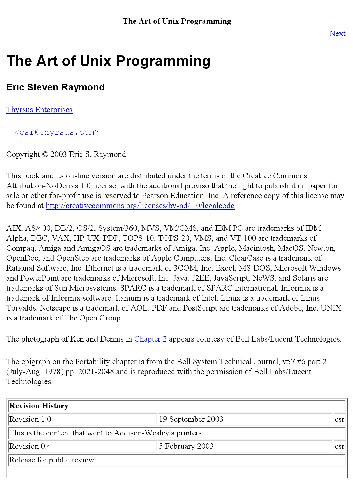 The Art of Unix Programming
Next
The Art of Unix Programming
Eric Steven Raymond
Thyrsus Enterprises
Copyright © 2003 Eric S. Raymond
This book and its on-line version are distributed under the terms of the Creative Commons
Attribution-NoDerivs 1.0 license, with the additional proviso that the right to publish it on paper for
sale or other for-profit use is reserved to Pearson Education, Inc. A reference copy of this license may
be found at http://creativecommons.org/licenses/by-nd/1.0/legalcode.
AIX, AS/400, DB/2, OS/2, System/360, MVS, VM/CMS, and IBM PC are trademarks of IBM.
Alpha, DEC, VAX, HP-UX, PDP, TOPS-10, TOPS-20, VMS, and VT-100 are trademarks of
Compaq. Amiga and AmigaOS are trademarks of Amiga, Inc. Apple, Macintosh, MacOS, Newton,
OpenDoc, and OpenStep are trademarks of Apple Computers, Inc. ClearCase is a trademark of
Rational Software, Inc. Ethernet is a trademark of 3COM, Inc. Excel, MS-DOS, Microsoft Windows
and PowerPoint are trademarks of Microsoft, Inc. Java, J2EE, JavaScript, NeWS, and Solaris are
trademarks of Sun Microsystems. SPARC is a trademark of SPARC International. Informix is a
trademark of Informix software. Itanium is a trademark of Intel. Linux is a trademark of Linus
Torvalds. Netscape is a trademark of AOL. PDF and PostScript are trademarks of Adobe, Inc. UNIX
is a trademark of The Open Group.
The photograph of Ken and Dennis in Chapter 2 appears courtesy of Bell Labs/Lucent Technologies.
The epigraph on the Portability chapter is from the Bell System Technical Journal, v57 #6 part 2
(July-Aug. 1978) pp. 2021-2048 and is reproduced with the permission of Bell Labs/Lucent
Technologies.
Revision History
Revision 1.0 19 September 2003 esr
This is the content that went to Addison-Wesley's printers.
Revision 5 February 2003 esr
Release for public review